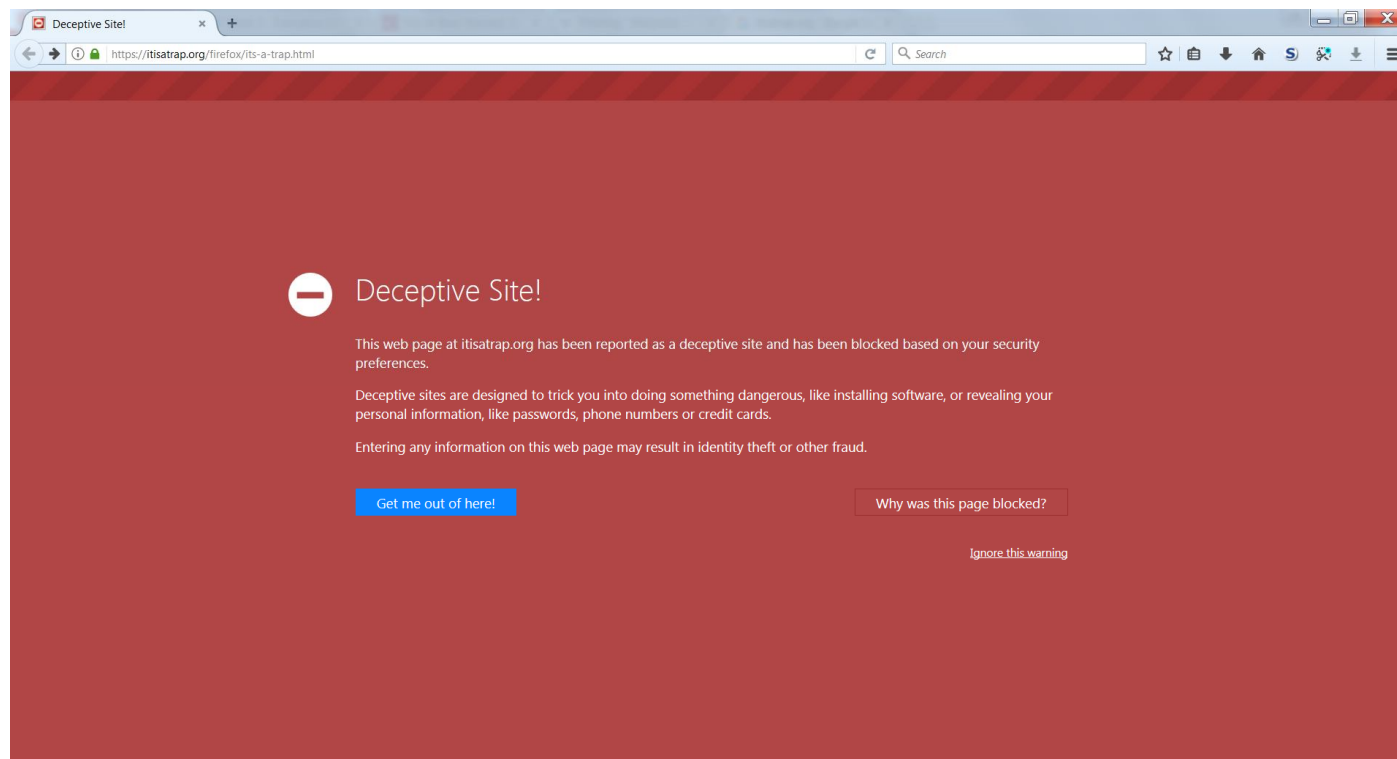 Deceptive Site!
https://itisatrap.org/firefox/its-a-trap.html
Search
S)
Deceptive Site!
This web page at itisatrap.org has been reported as a deceptive site and has been blocked based on your security
preferences.
Deceptive sites are designed to trick you into doing something dangerous, like installing software, or revealing your
personal information, like passwords, phone numbers or credit cards.
Entering any information on this web page may result in identity theft or other fraud.
Get me out of here!
Why was this page blocked?
Ignore this warning